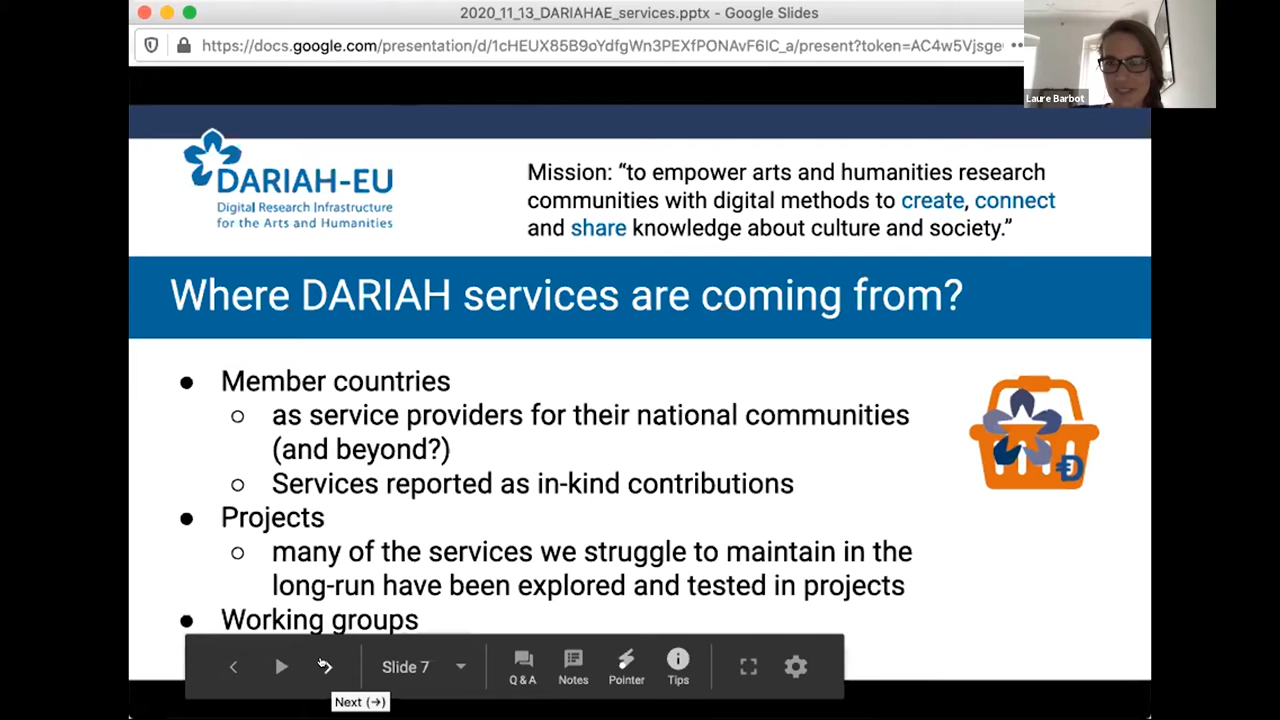 2020_11_13_DARIAHAE_services.pptx - Google Slides
https://docs.google.com/presentation/d/1cHEUX85B9oYdfgWn3PEXfPONAvF6IC_a/present?token=AC4w5Vjsge
Laure Barbot
DARIAH-EU
Digital Research Infrastructure
for the Arts and Humanities
Mission: “to empower arts and humanities research
communities with digital methods to create, connect
and share knowledge about culture and society.”
Where DARIAH services are coming from?
● Member countries
○ as service providers for their national communities
(and beyond?)
○ Services reported as in-kind contributions
● Projects
○ many of the services we struggle to maintain in the
long-run have been explored and tested in projects
● Working groups
Slide 7
Q & A
Notes
Pointer
Tips
Next (→)